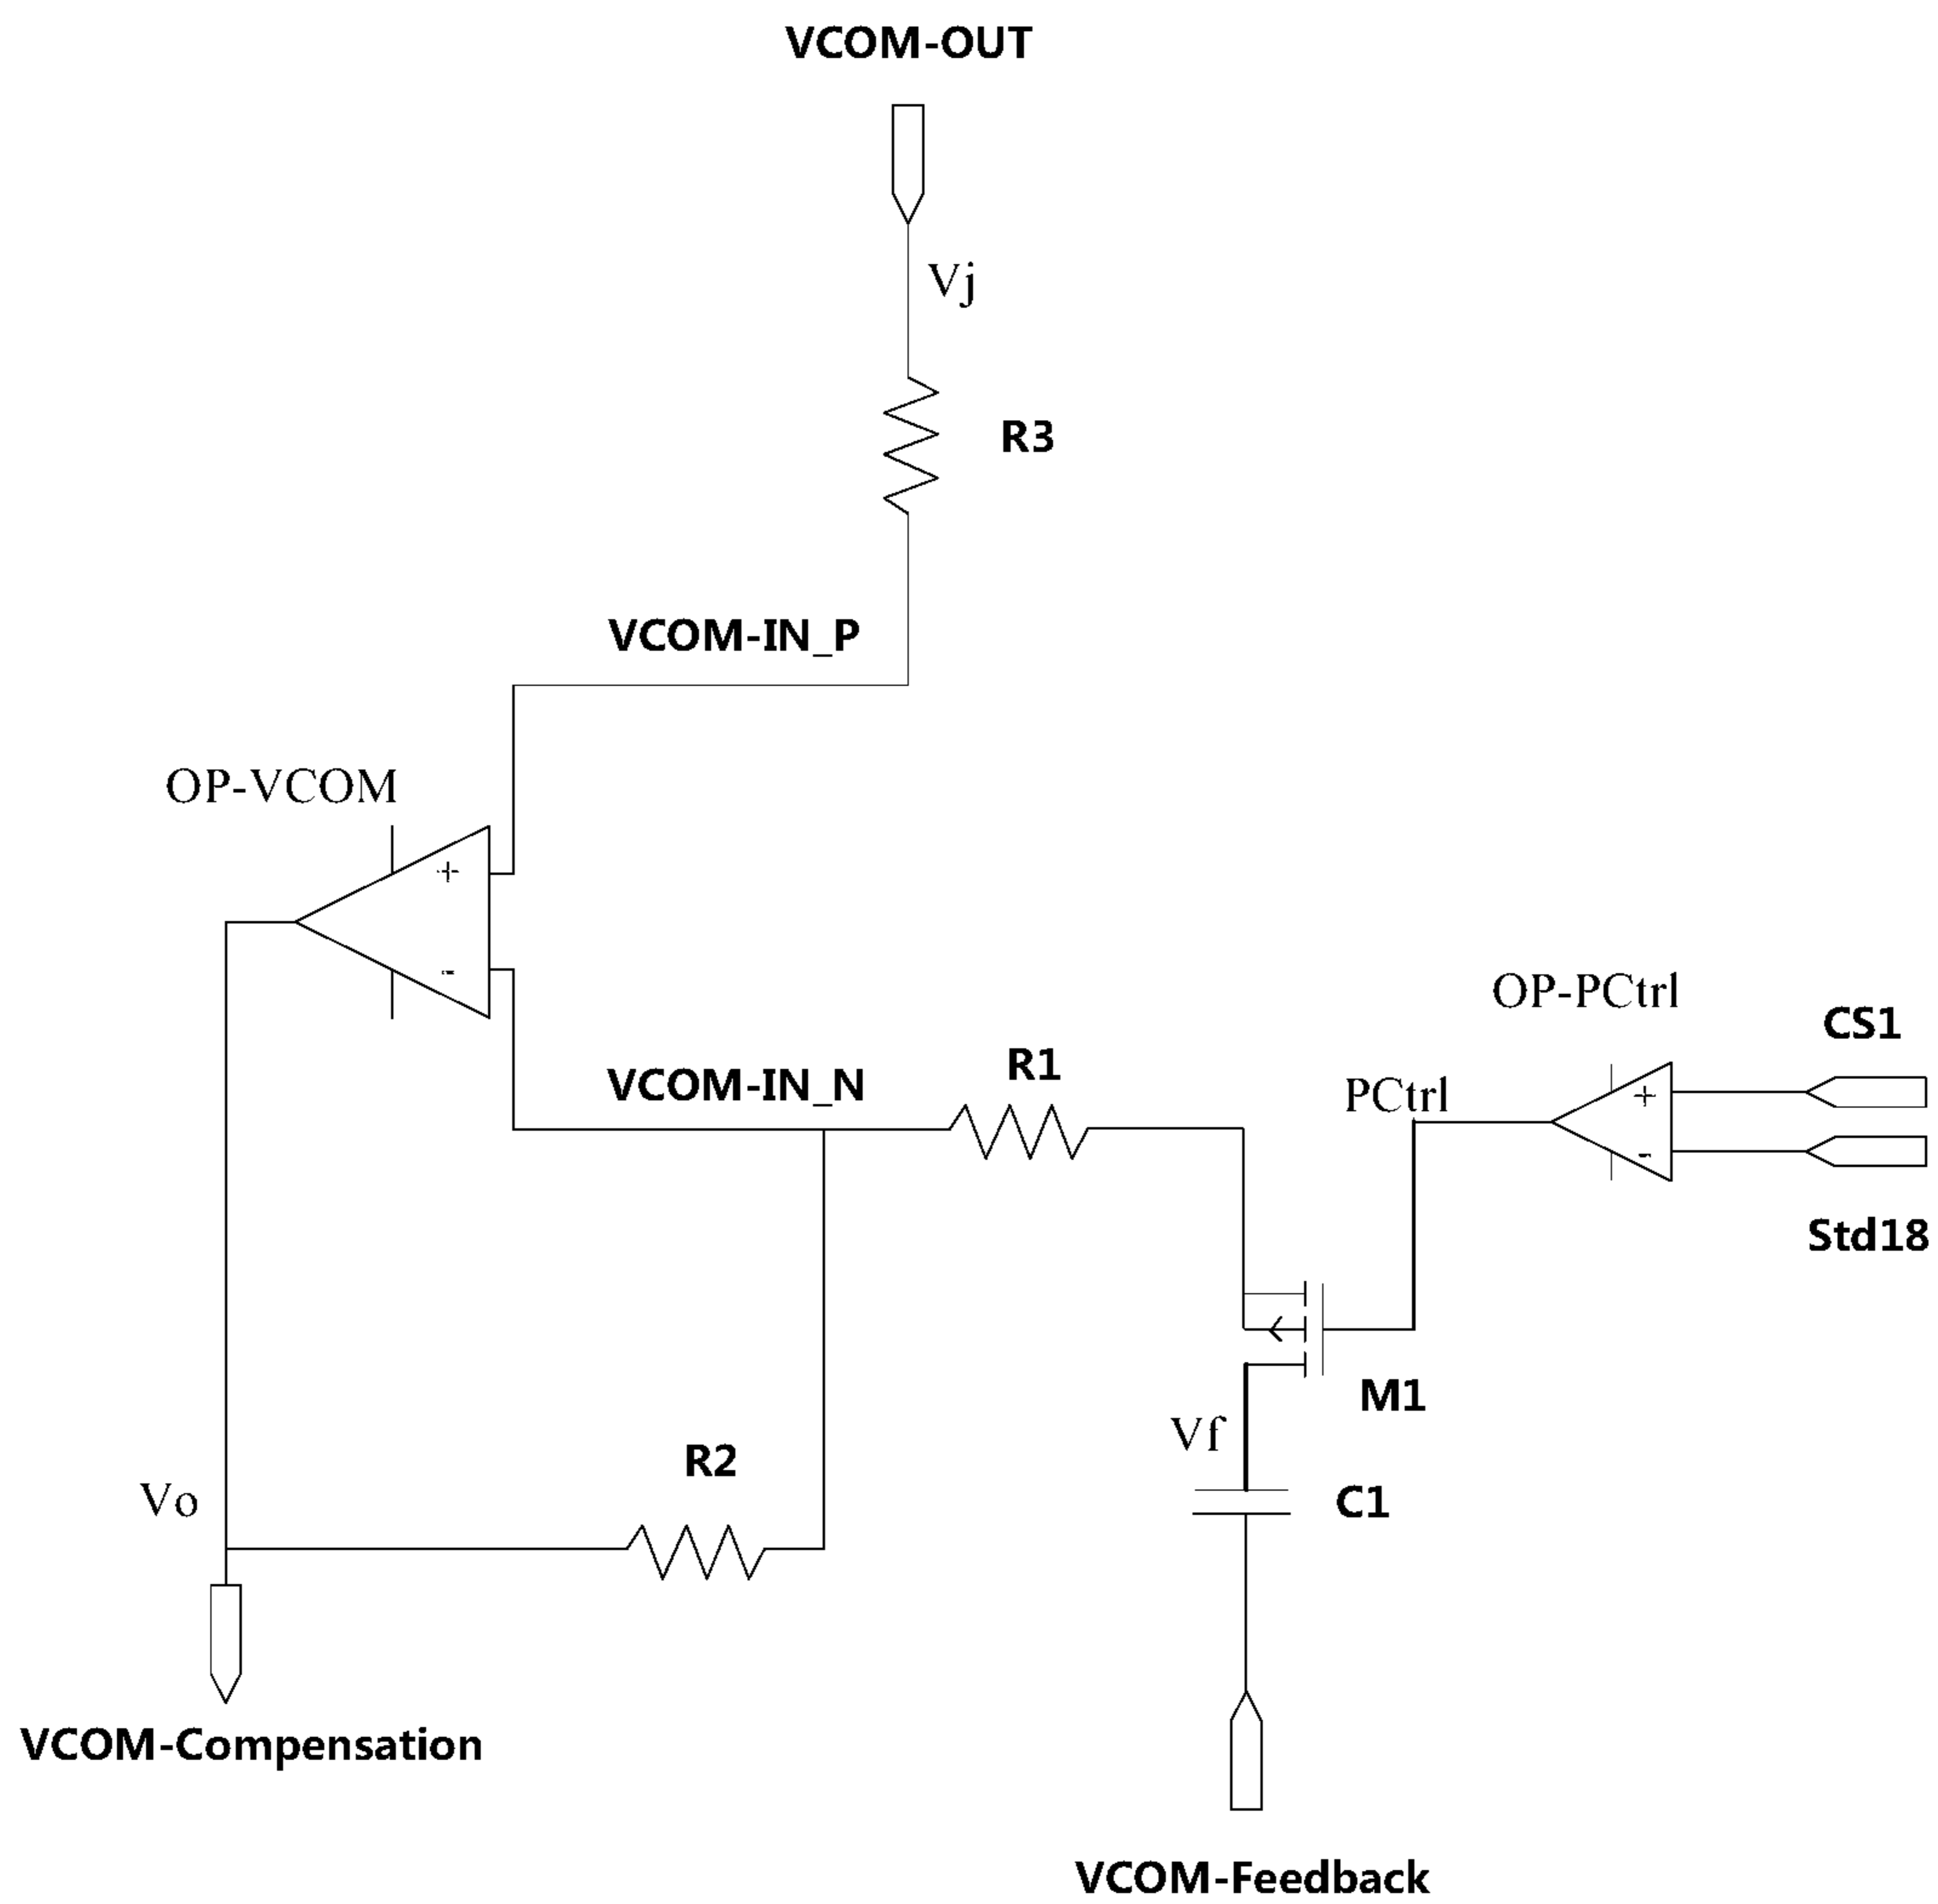 VCOM-OUT
Vj
R3
VCOM-IN_P
OP-VCOM
+
-
OP-PCtrl
CS1
R1
VCOM-IN_N
PCtrl
+
-
Std18
M1
Vf
R2
Vo
C1
VCOM-Compensation
VCOM-Feedback